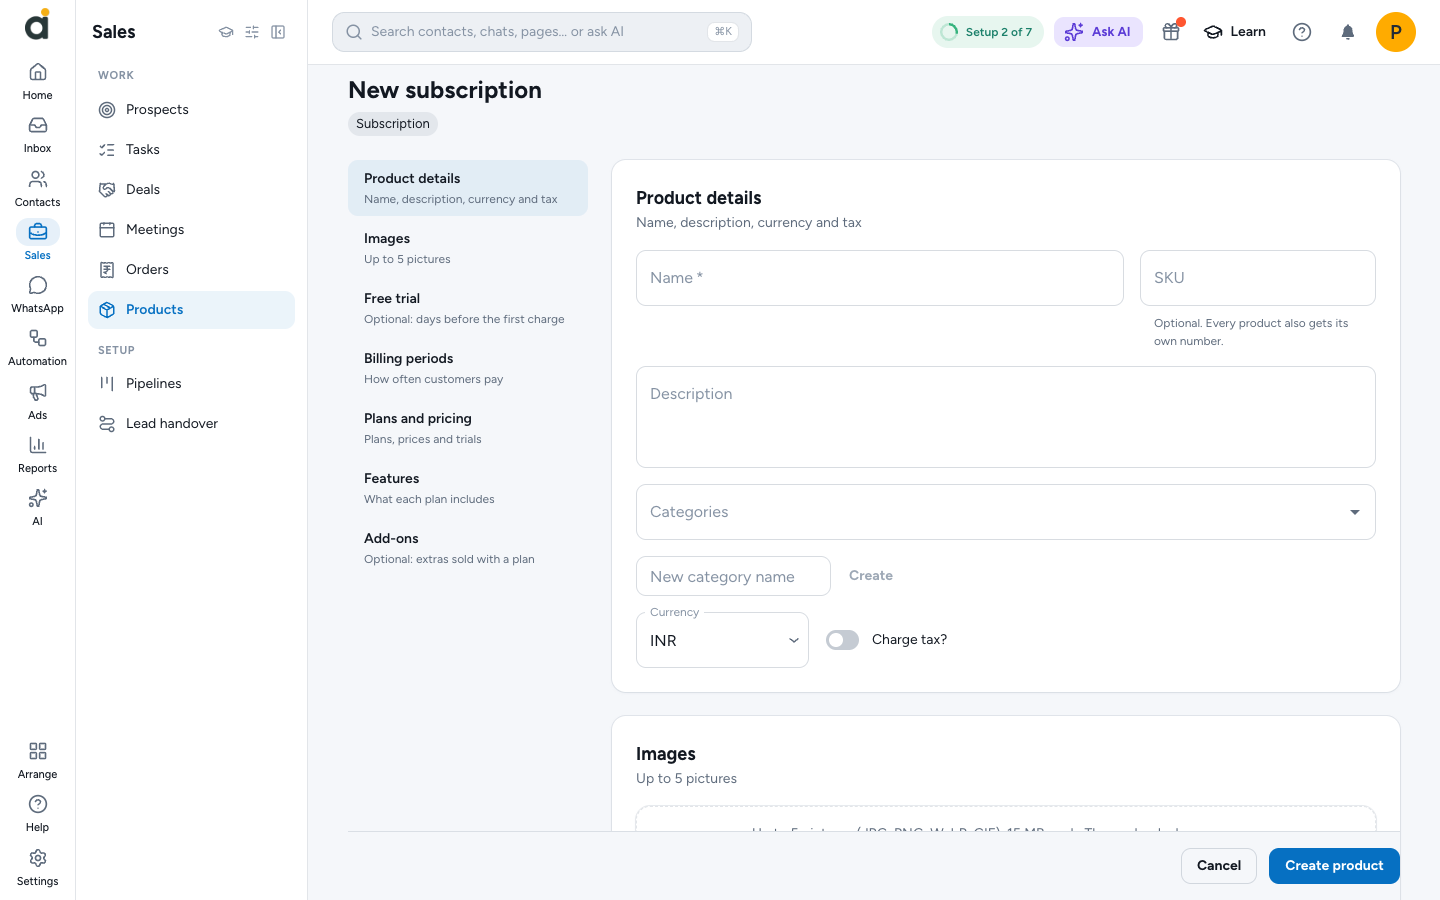 Home
Inbox
Contacts
Sales
WhatsApp
Automation
Ads
Reports
AI
Arrange
Help
Settings
Sales
WORK
Prospects
Tasks
Deals
Meetings
Orders
Products
SETUP
Pipelines
Lead handover
Search contacts, chats, pages... or ask AI
⌘K
Setup 2 of 7
Ask AI
Learn
P
New subscription
Subscription
Product details
Name, description, currency and tax
Images
Up to 5 pictures
Free trial
Optional: days before the first charge
Billing periods
How often customers pay
Plans and pricing
Plans, prices and trials
Features
What each plan includes
Add-ons
Optional: extras sold with a plan
Product details
Name, description, currency and tax
Name *
SKU
Optional. Every product also gets its
own number.
Description
Categories
New category name
Create
Currency
INR
Charge tax?
Images
Up to 5 pictures
Cancel
Create product